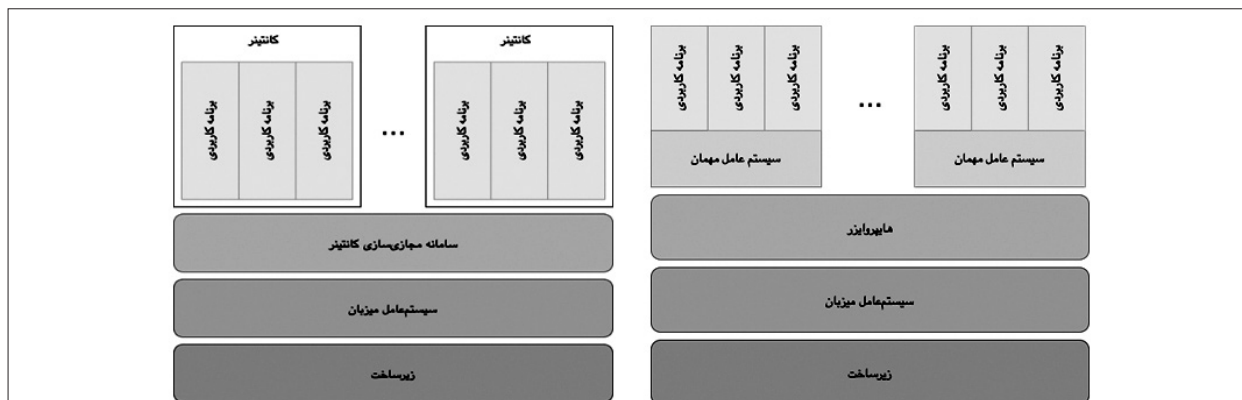 برنامه کاربردی
برنامه کاربردی
برنامه کاربردی
...
برنامه کاربردی
برنامه کاربردی
برنامه کاربردی
سیستم عامل مهمان
سیستم عامل مهمان
هایپروایزر
سیستم‌عامل میزبان
زیرساخت
کانتینر
کانتینر
برنامه کاربردی
برنامه کاربردی
برنامه کاربردی
...
برنامه کاربردی
برنامه کاربردی
برنامه کاربردی
سامانه مجازی‌سازی کانتینر
سیستم‌عامل میزبان
زیرساخت